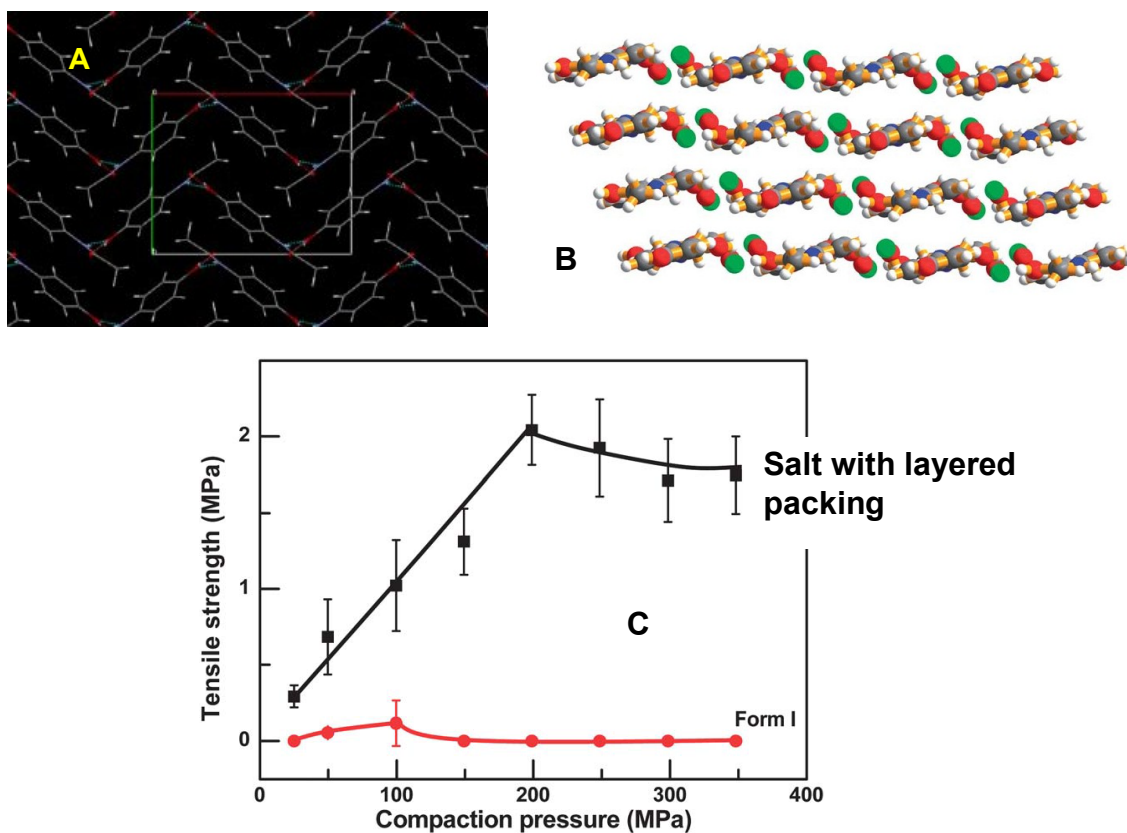 A
B
2
1
0
Tensile strength (MPa)
Salt with layered
packing
C
Form I
0
100
200
300
400
Compaction pressure (MPa)